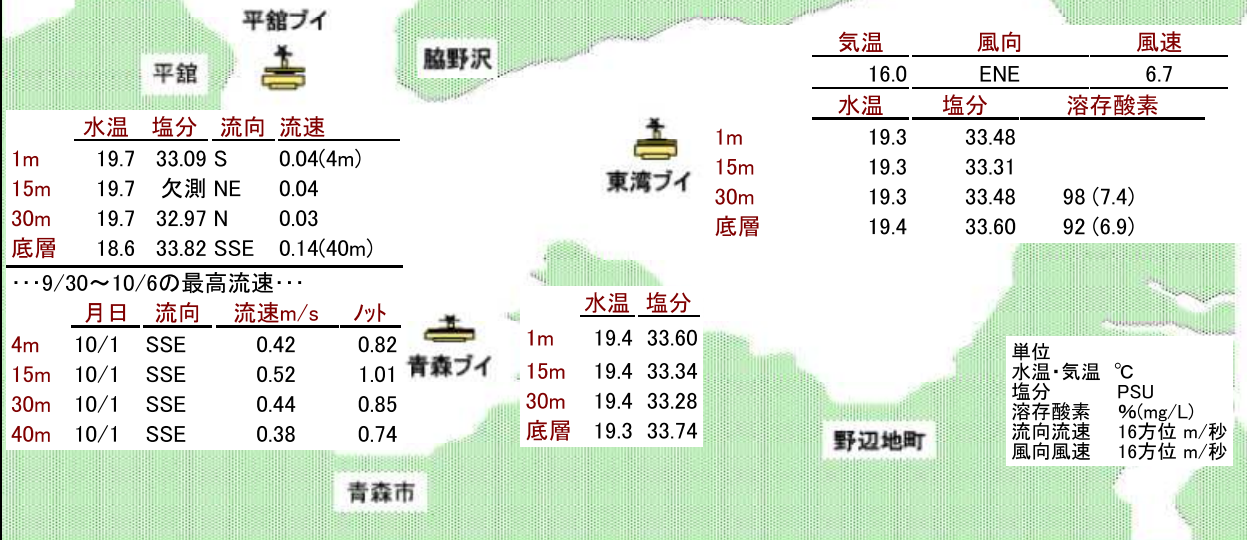 平舘ブイ
平舘
脇野沢
水温 塩分 流向 流速
1m 19.7 33.09 S 0.04(4m)
15m 19.7 欠測 NE 0.04
30m 19.7 32.97 N 0.03
底層 18.6 33.82 SSE 0.14(40m)
･･･9/30～10/6の最高流速･･･
月日 流向 流速m/s ﾉｯﾄ
4m 10/1 SSE 0.42 0.82
15m 10/1 SSE 0.52 1.01
30m 10/1 SSE 0.44 0.85
40m 10/1 SSE 0.38 0.74
気温 風向 風速
16.0 ENE 6.7
水温 塩分 溶存酸素
1m 19.3 33.48
15m 19.3 33.31
30m 19.3 33.48 98 (7.4)
底層 19.4 33.60 92 (6.9)
東湾ブイ
青森ブイ
水温 塩分
1m 19.4 33.60
15m 19.4 33.34
30m 19.4 33.28
底層 19.3 33.74
単位
水温･気温 ℃
塩分 PSU
溶存酸素 %(mg/L)
流向流速 16方位 m/秒
風向風速 16方位 m/秒
野辺地町
青森市